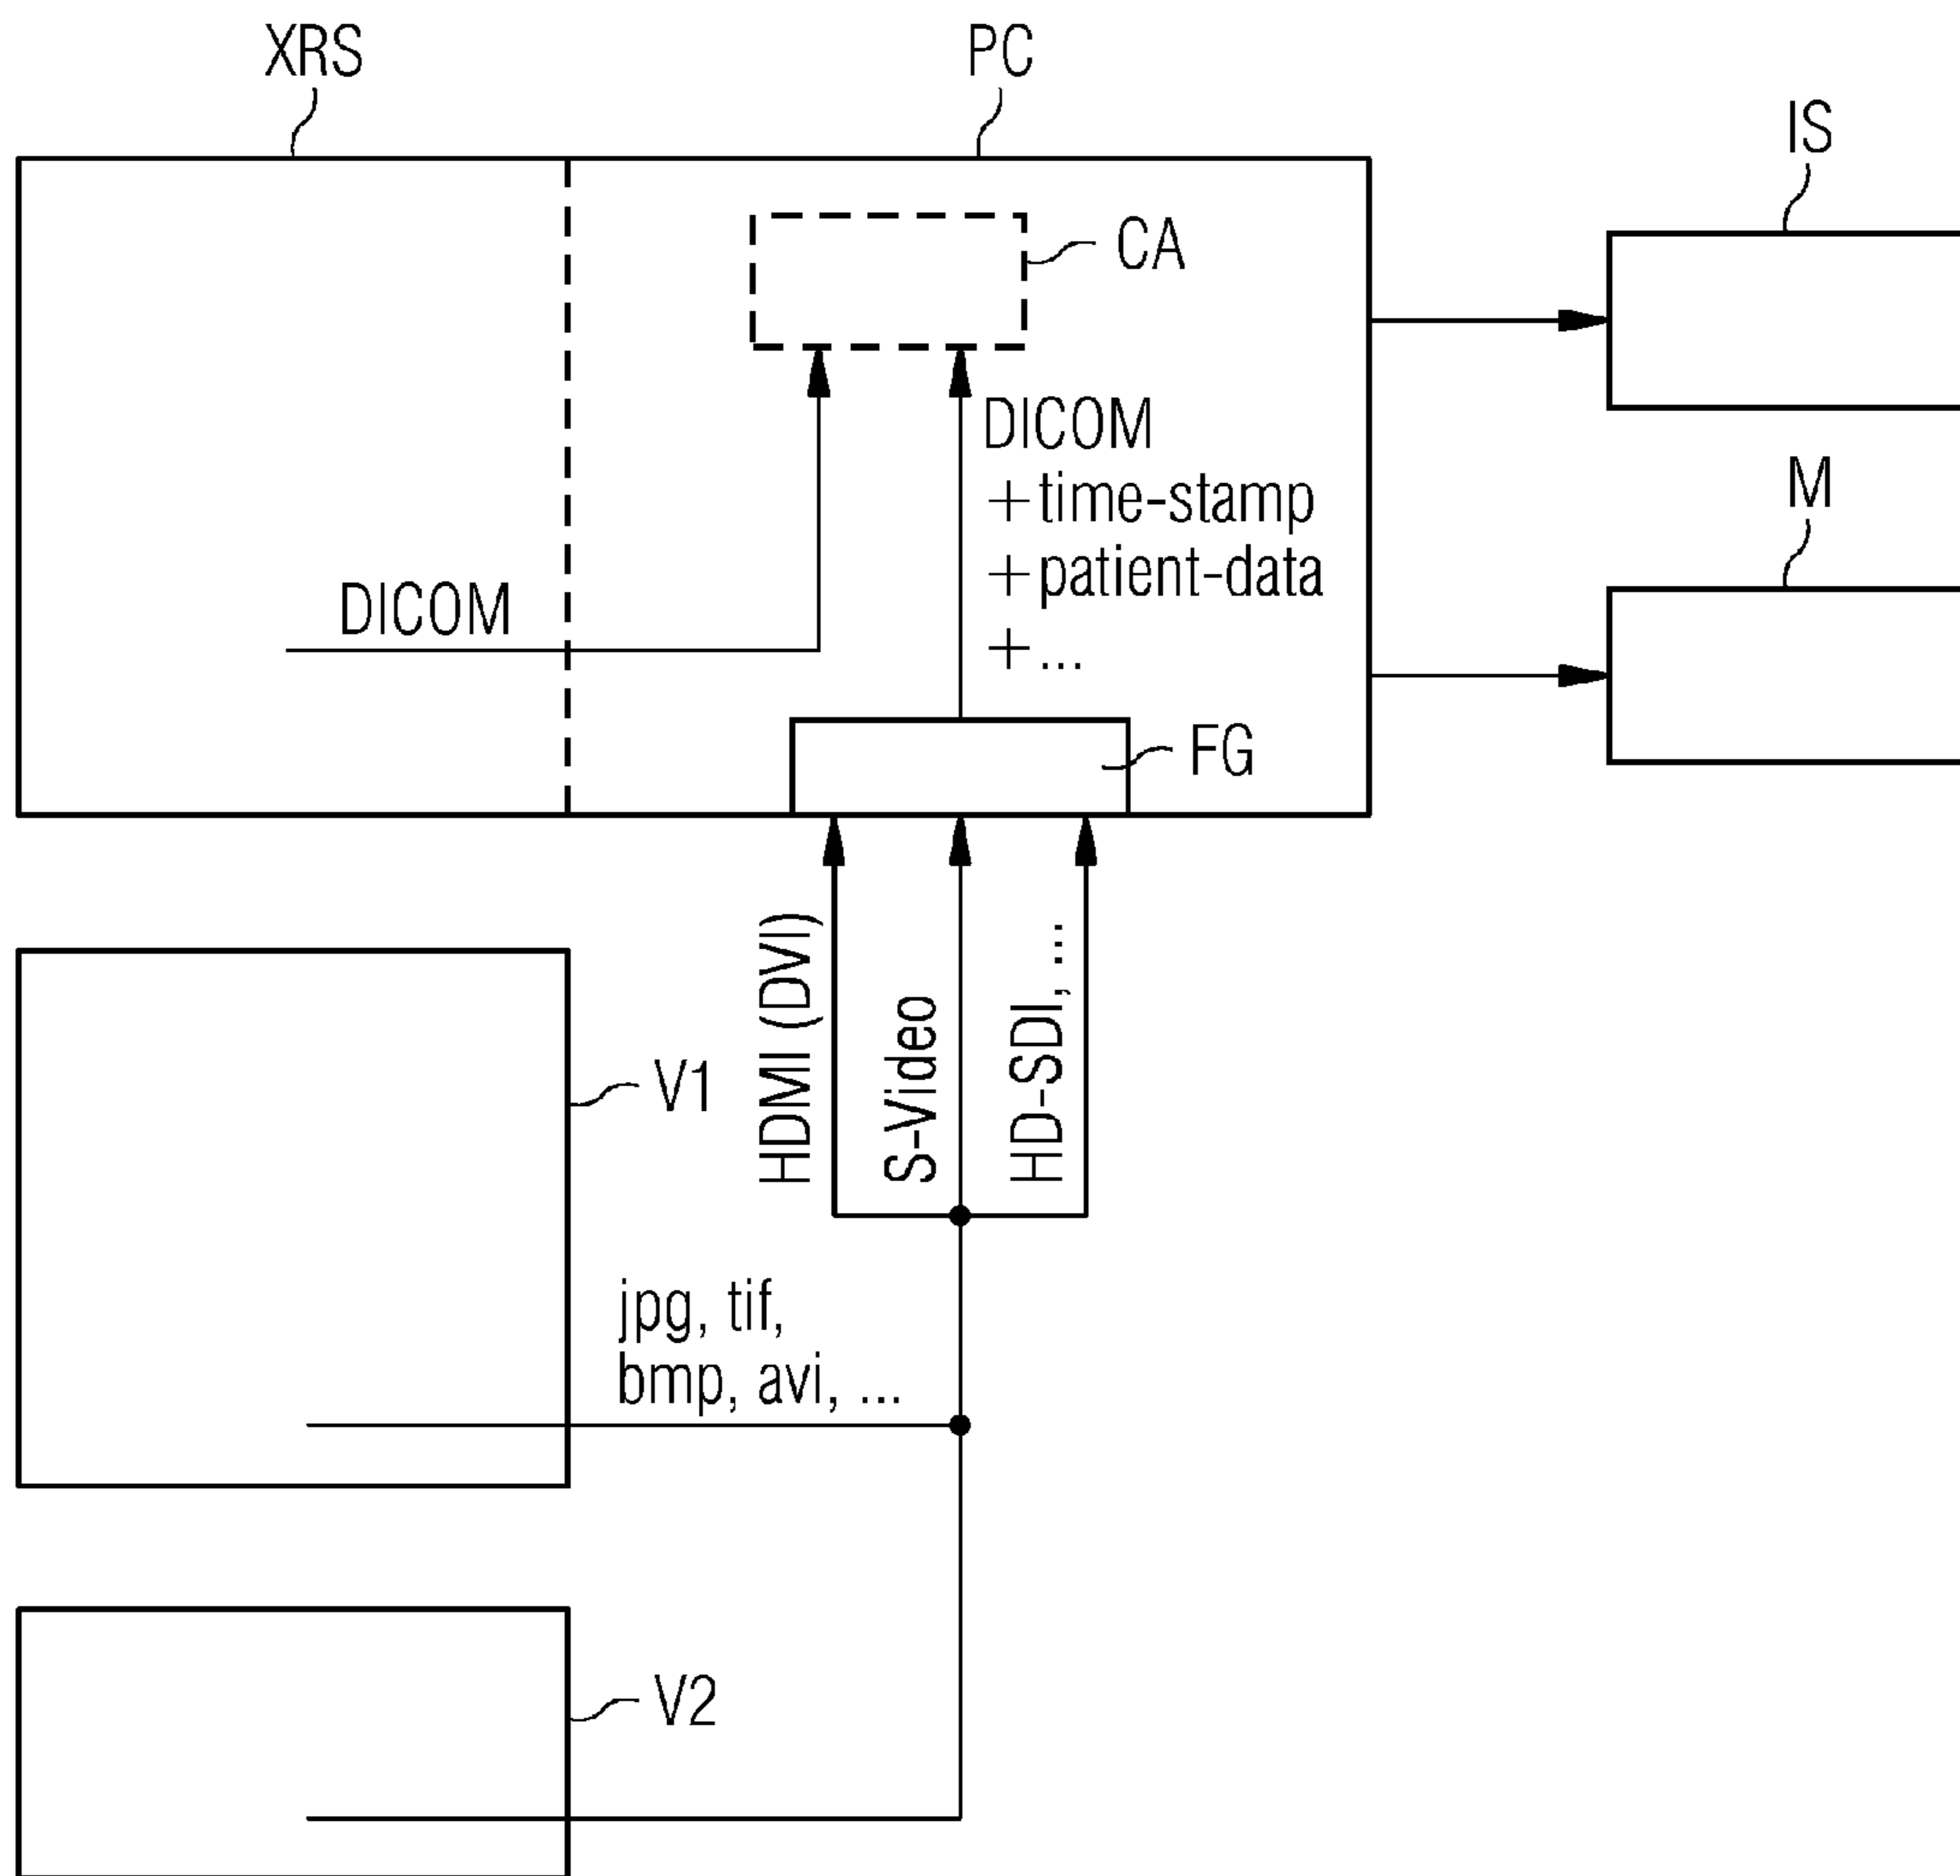 XRS
PC
IS
CA
DICOM
+ time-stamp
+ patient-data
+ ...
M
DICOM
FG
HDMI (DVI)
S-Video
HD-SDI, ...
V1
jpg, tif,
bmp, avi, ...
V2